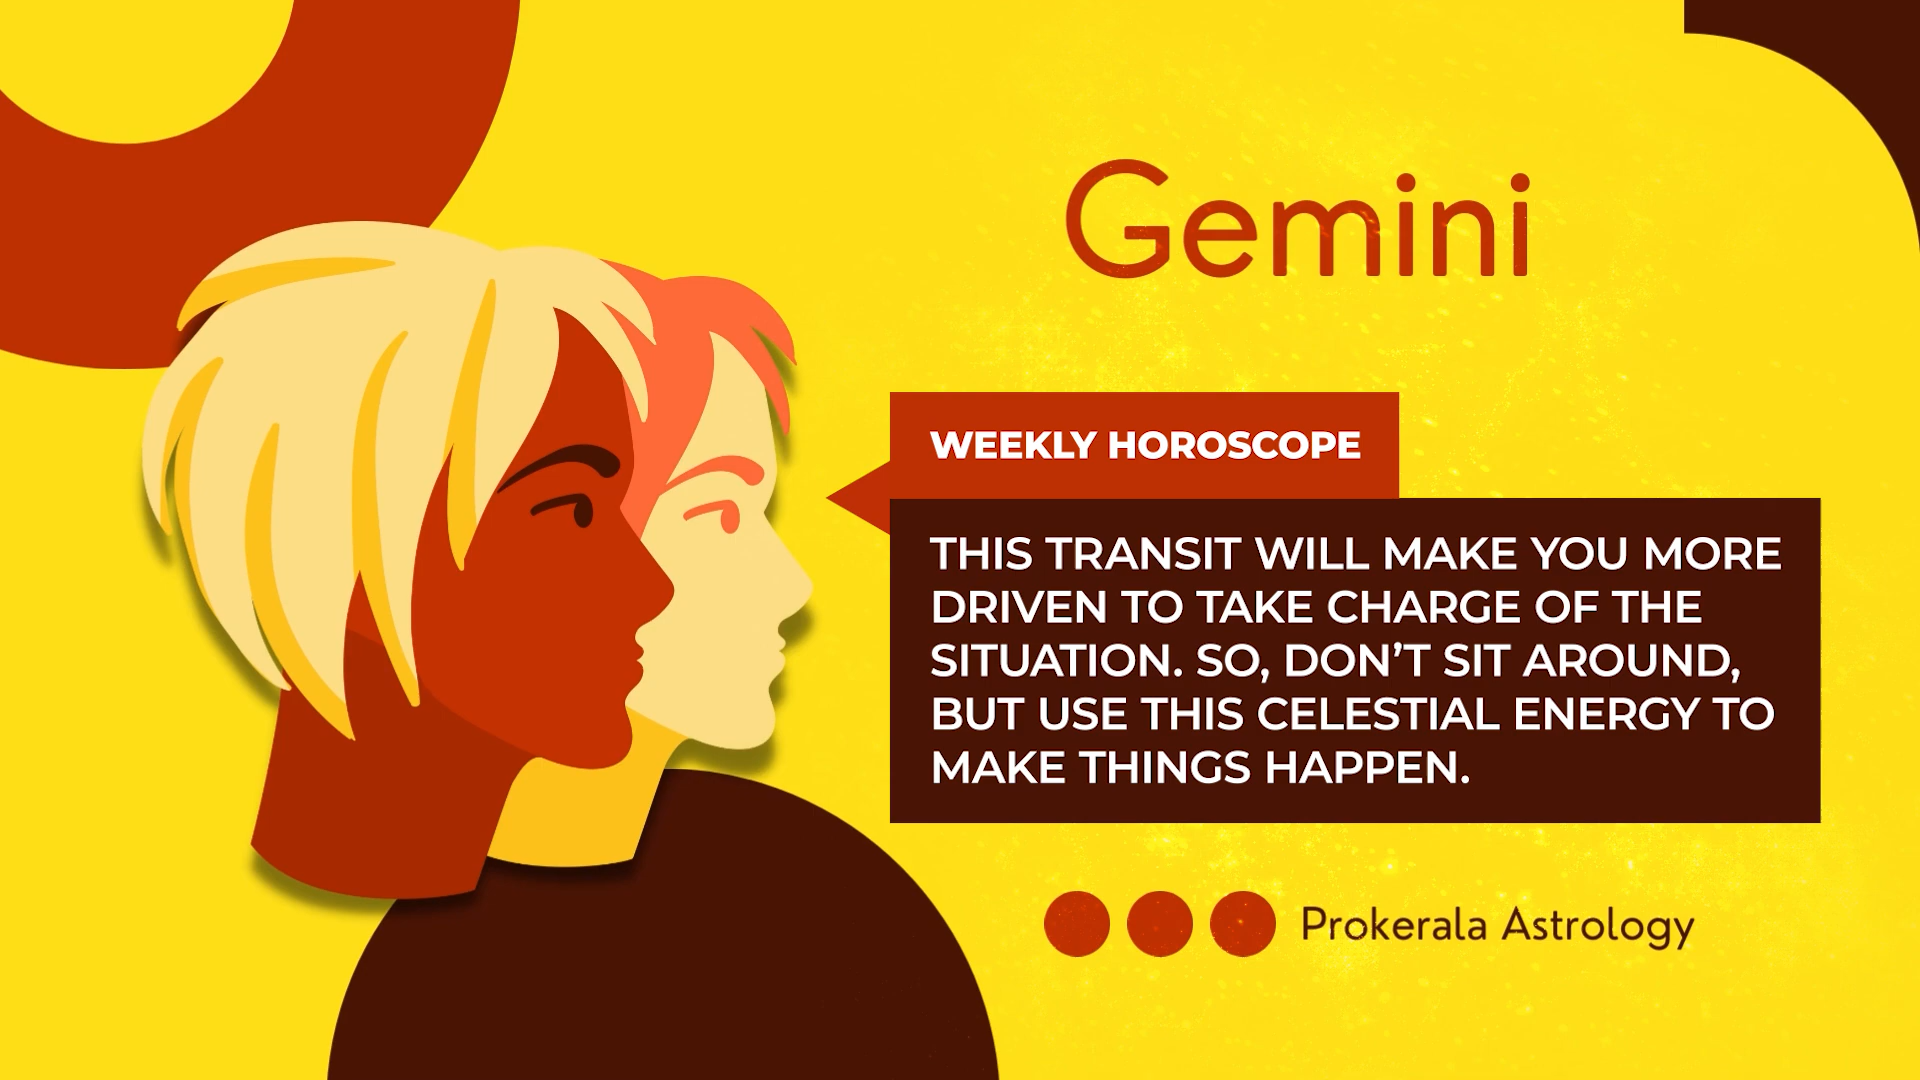 Gemini
WEEKLY HOROSCOPE
THIS TRANSIT WILL MAKE YOU MORE
DRIVEN TO TAKE CHARGE OF THE
SITUATION. SO, DON’T SIT AROUND,
BUT USE THIS CELESTIAL ENERGY TO
MAKE THINGS HAPPEN.
Prokerala Astrology